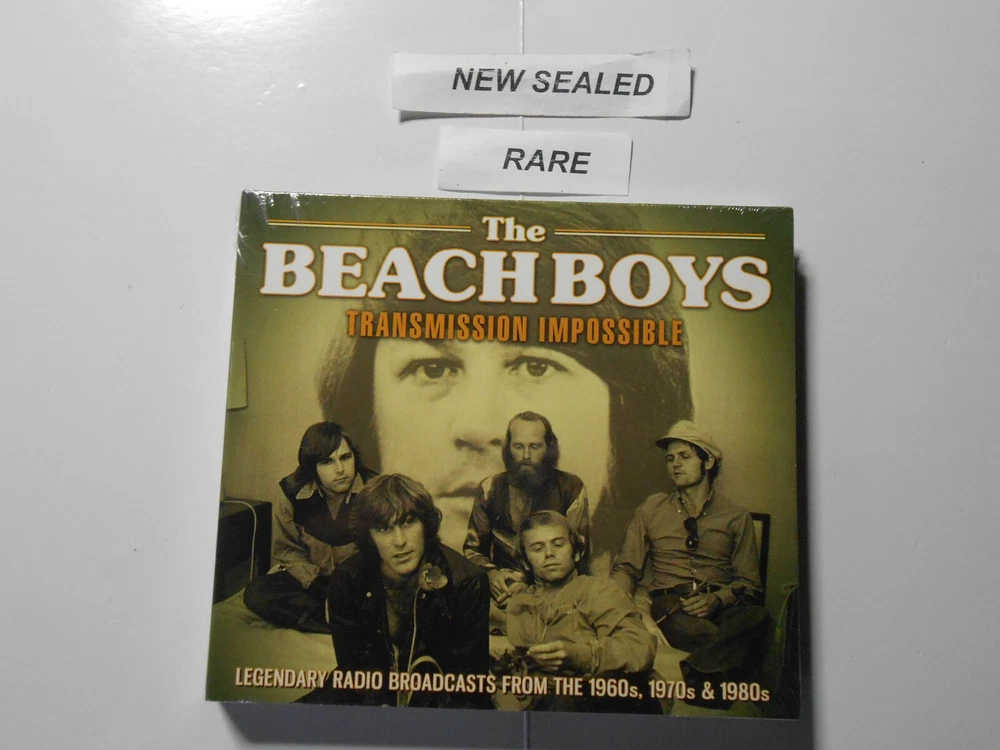 NEW SEALED
RARE
The
BEACH BOYS
TRANSMISSION IMPOSSIBLE
LEGENDARY RADIO BROADCASTS FROM THE 1960s, 1970s & 1980s